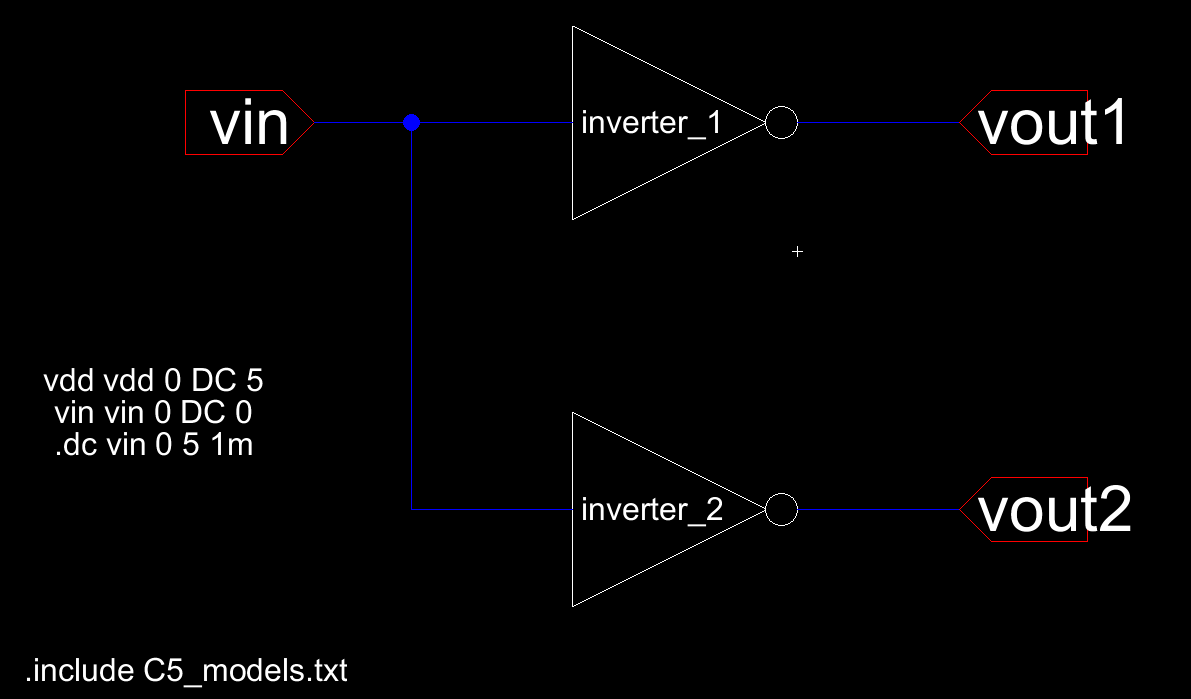 vin
inverter_1
vout1
vdd vdd 0 DC 5
vin vin 0 DC 0
.dc vin 0 5 1m
inverter_2
vout2
.include C5_models.txt